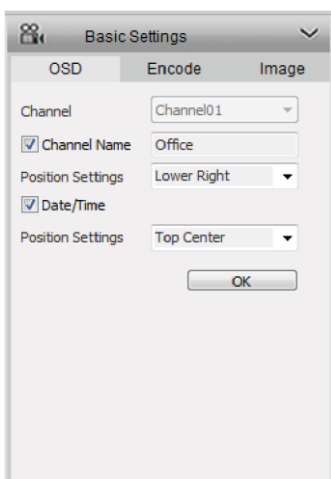 Basic Settings
OSD Encode Image
Channel Channel01
Channel Name Office
Position Settings Lower Right
Date/Time
Position Settings Top Center
OK